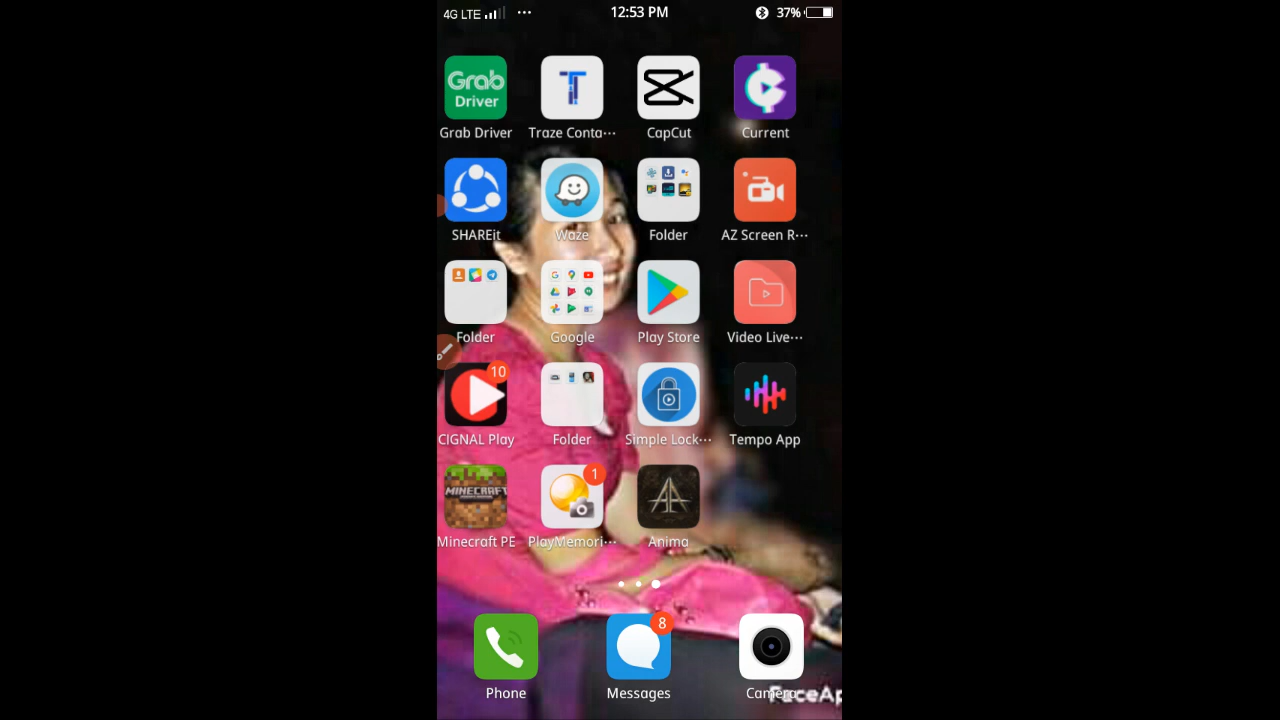 4G LTE ··· 12:53 PM 37%
Grab
Driver
Grab Driver Traze Conta··· CapCut Current
SHAREit Waze Folder AZ Screen R···
Folder Google Play Store Video Live···
10
CIGNAL Play Folder Simple Lock··· Tempo App
MINECRAFT
1
Minecraft PE PlayMemori··· Anima
8
Phone Messages Camera
FaceAp